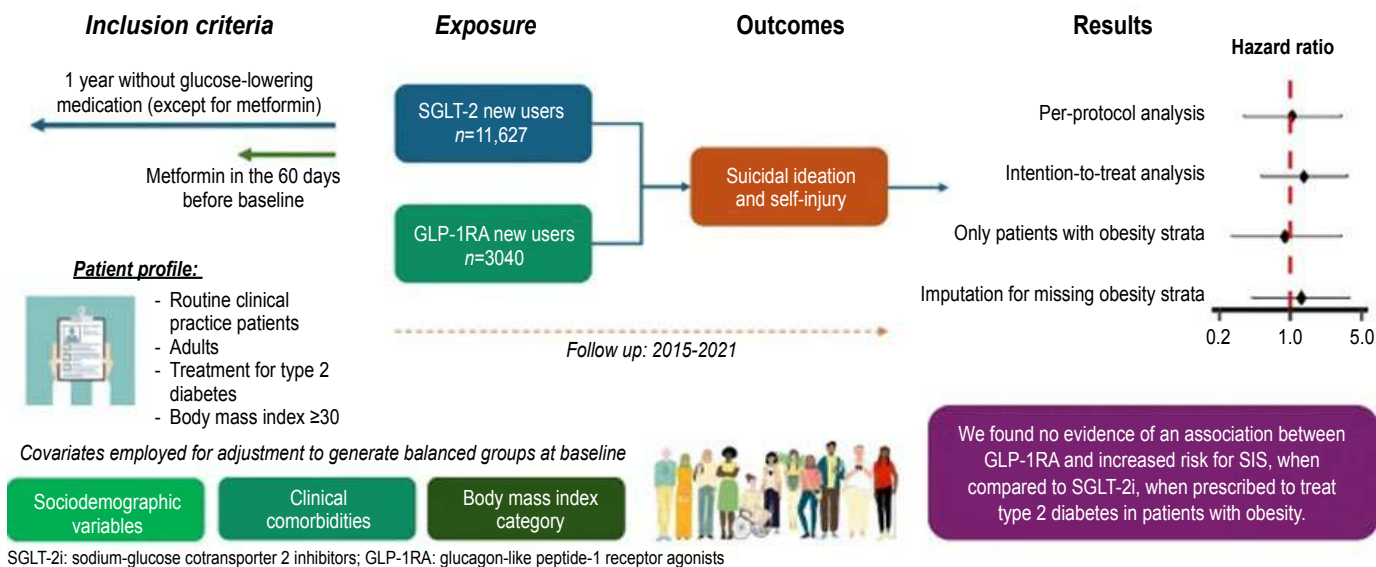 Inclusion criteria
Exposure
Outcomes
Results
1 year without glucose-lowering
medication (except for metformin)
Metformin in the 60 days
before baseline
Patient profile:
- Routine clinical
practice patients
- Adults
- Treatment for type 2
diabetes
- Body mass index ≥30
SGLT-2 new users
n=11,627
GLP-1RA new users
n=3040
Suicidal ideation
and self-injury
Follow up: 2015-2021
Hazard ratio
Per-protocol analysis
Intention-to-treat analysis
Only patients with obesity strata
Imputation for missing obesity strata
0.2 1.0 5.0
Covariates employed for adjustment to generate balanced groups at baseline
Sociodemographic
variables
Clinical
comorbidities
Body mass index
category
We found no evidence of an association between
GLP-1RA and increased risk for SIS, when
compared to SGLT-2i, when prescribed to treat
type 2 diabetes in patients with obesity.
SGLT-2i: sodium-glucose cotransporter 2 inhibitors; GLP-1RA: glucagon-like peptide-1 receptor agonists